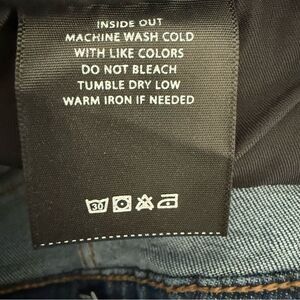 INSIDE OUT
MACHINE WASH COLD
WITH LIKE COLORS
DO NOT BLEACH
TUMBLE DRY LOW
WARM IRON IF NEEDED
30